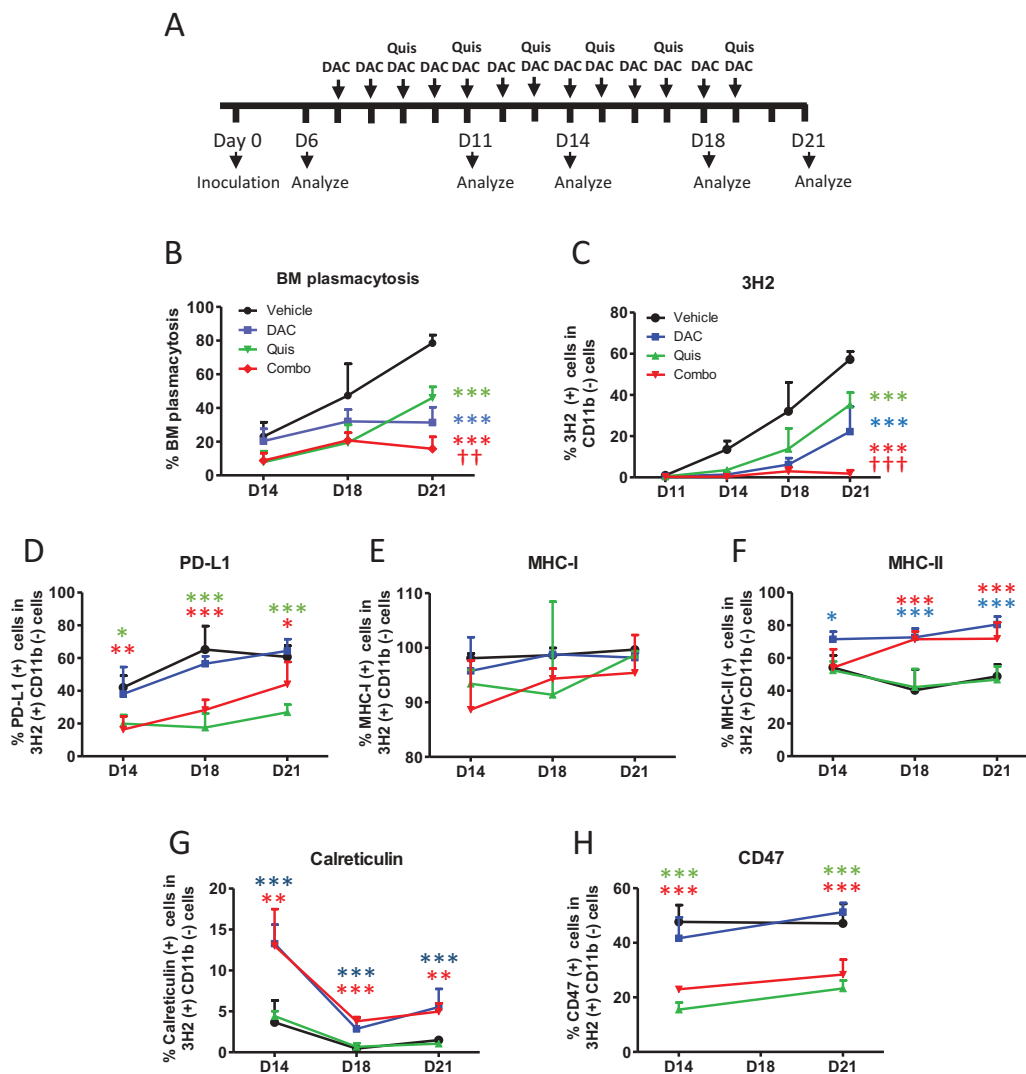 A
Quis Quis Quis Quis Quis Quis
DAC DAC DAC DAC DAC DAC DAC DAC DAC DAC DAC DAC DAC
Day 0 D6 D11 D14 D18 D21
Inoculation Analyze Analyze Analyze Analyze Analyze
B
BM plasmacytosis
% BM plasmacytosis
100
80
60
40
20
0
Vehicle
DAC
Quis
Combo
***
***
***
††
D14 D18 D21
C
3H2
% 3H2 (+) cells in
CD11b (-) cells
80
60
40
20
0
Vehicle
DAC
Quis
Combo
***
***
***
†††
D11 D14 D18 D21
D
PD-L1
% PD-L1 (+) cells in
3H2 (+) CD11b (-) cells
100
80
60
40
20
0
* *** ***
** *** *
D14 D18 D21
E
MHC-I
% MHC-I (+) cells in
3H2 (+) CD11b (-) cells
110
100
90
80
D14 D18 D21
F
MHC-II
% MHC-II (+) cells in
3H2 (+) CD11b (-) cells
100
80
60
40
20
0
*** ***
* *** ***
D14 D18 D21
G
Calreticulin
% Calreticulin (+) cells in
3H2 (+) CD11b (-) cells
20
15
10
5
0
*** *** ***
** *** **
D14 D18 D21
H
CD47
% CD47 (+) cells in
3H2 (+) CD11b (-) cells
60
40
20
0
*** ***
*** ***
D14 D18 D21